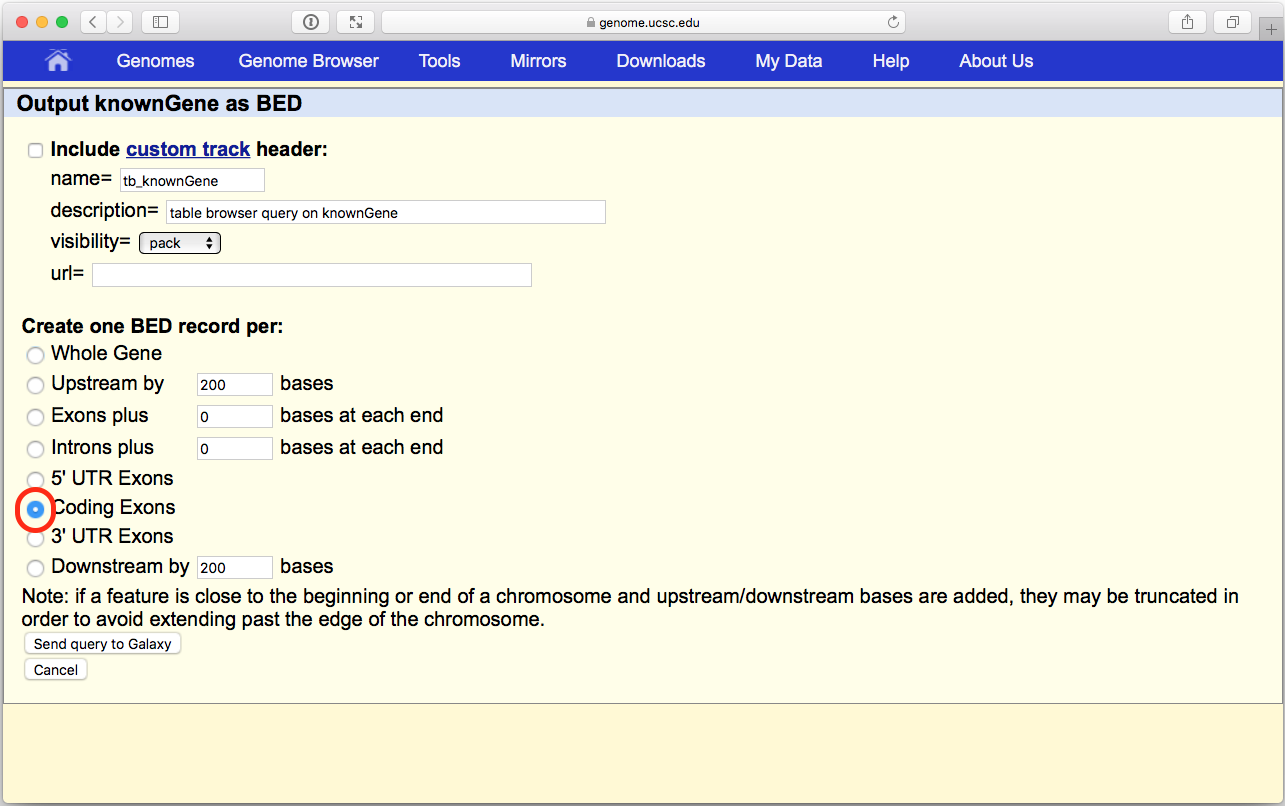 genome.ucsc.edu
Genomes Genome Browser Tools Mirrors Downloads My Data Help About Us
Output knownGene as BED
Include custom track header:
name= tb_knownGene
description= table browser query on knownGene
visibility= pack
url=
Create one BED record per:
Whole Gene
Upstream by 200 bases
Exons plus 0 bases at each end
Introns plus 0 bases at each end
5' UTR Exons
Coding Exons
3' UTR Exons
Downstream by 200 bases
Note: if a feature is close to the beginning or end of a chromosome and upstream/downstream bases are added, they may be truncated in
order to avoid extending past the edge of the chromosome.
Send query to Galaxy
Cancel